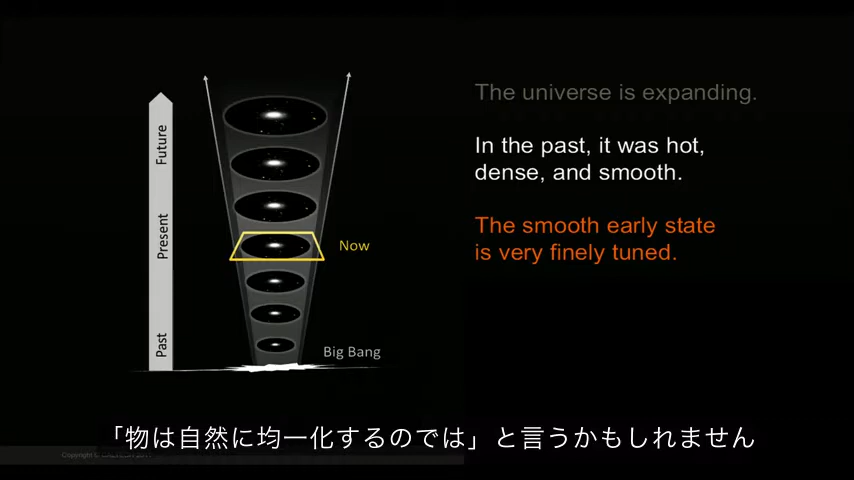 The universe is expanding.
In the past, it was hot,
dense, and smooth.
The smooth early state
is very finely tuned.
Future
Present
Past
Now
Big Bang
「物は自然に均一化するのでは」と言うかもしれません
Copyright